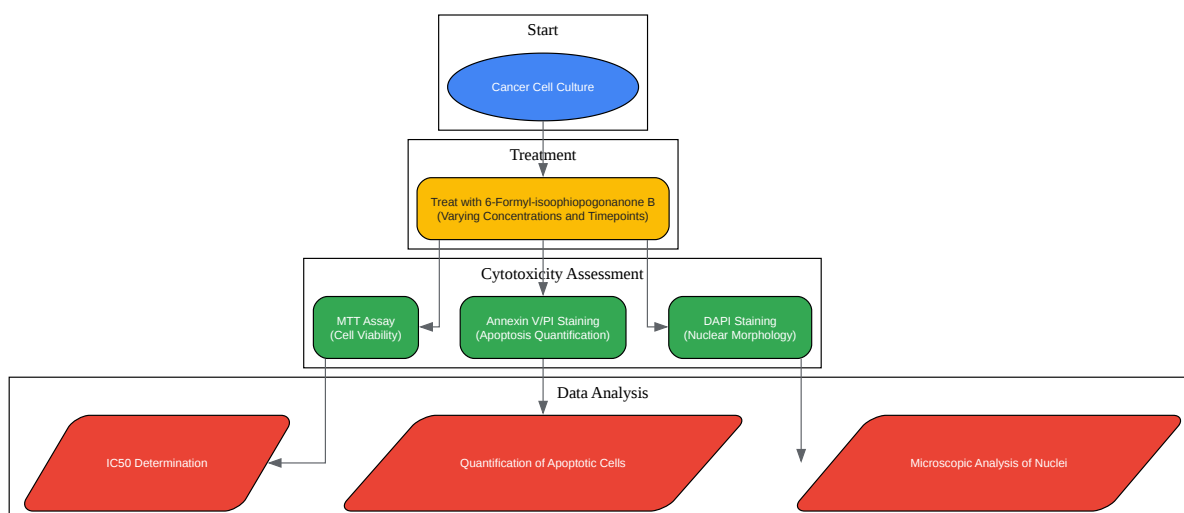 Start
Cancer Cell Culture
Treatment
Treat with 6-Formyl-isoophiopogonanone B
(Varying Concentrations and Timepoints)
Cytotoxicity Assessment
MTT Assay
(Cell Viability)
Annexin V/PI Staining
(Apoptosis Quantification)
DAPI Staining
(Nuclear Morphology)
Data Analysis
IC50 Determination
Quantification of Apoptotic Cells
Microscopic Analysis of Nuclei